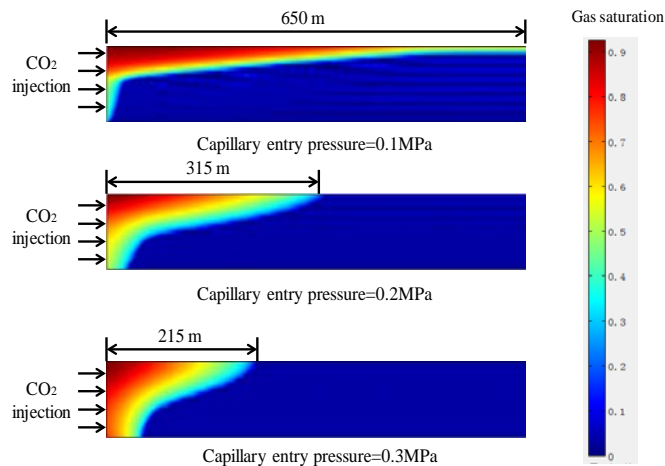 650 m
Gas saturation
CO2
injection
Capillary entry pressure=0.1MPa
315 m
CO2
injection
Capillary entry pressure=0.2MPa
215 m
CO2
injection
Capillary entry pressure=0.3MPa
0.9
0.8
0.7
0.6
0.5
0.4
0.3
0.2
0.1
0